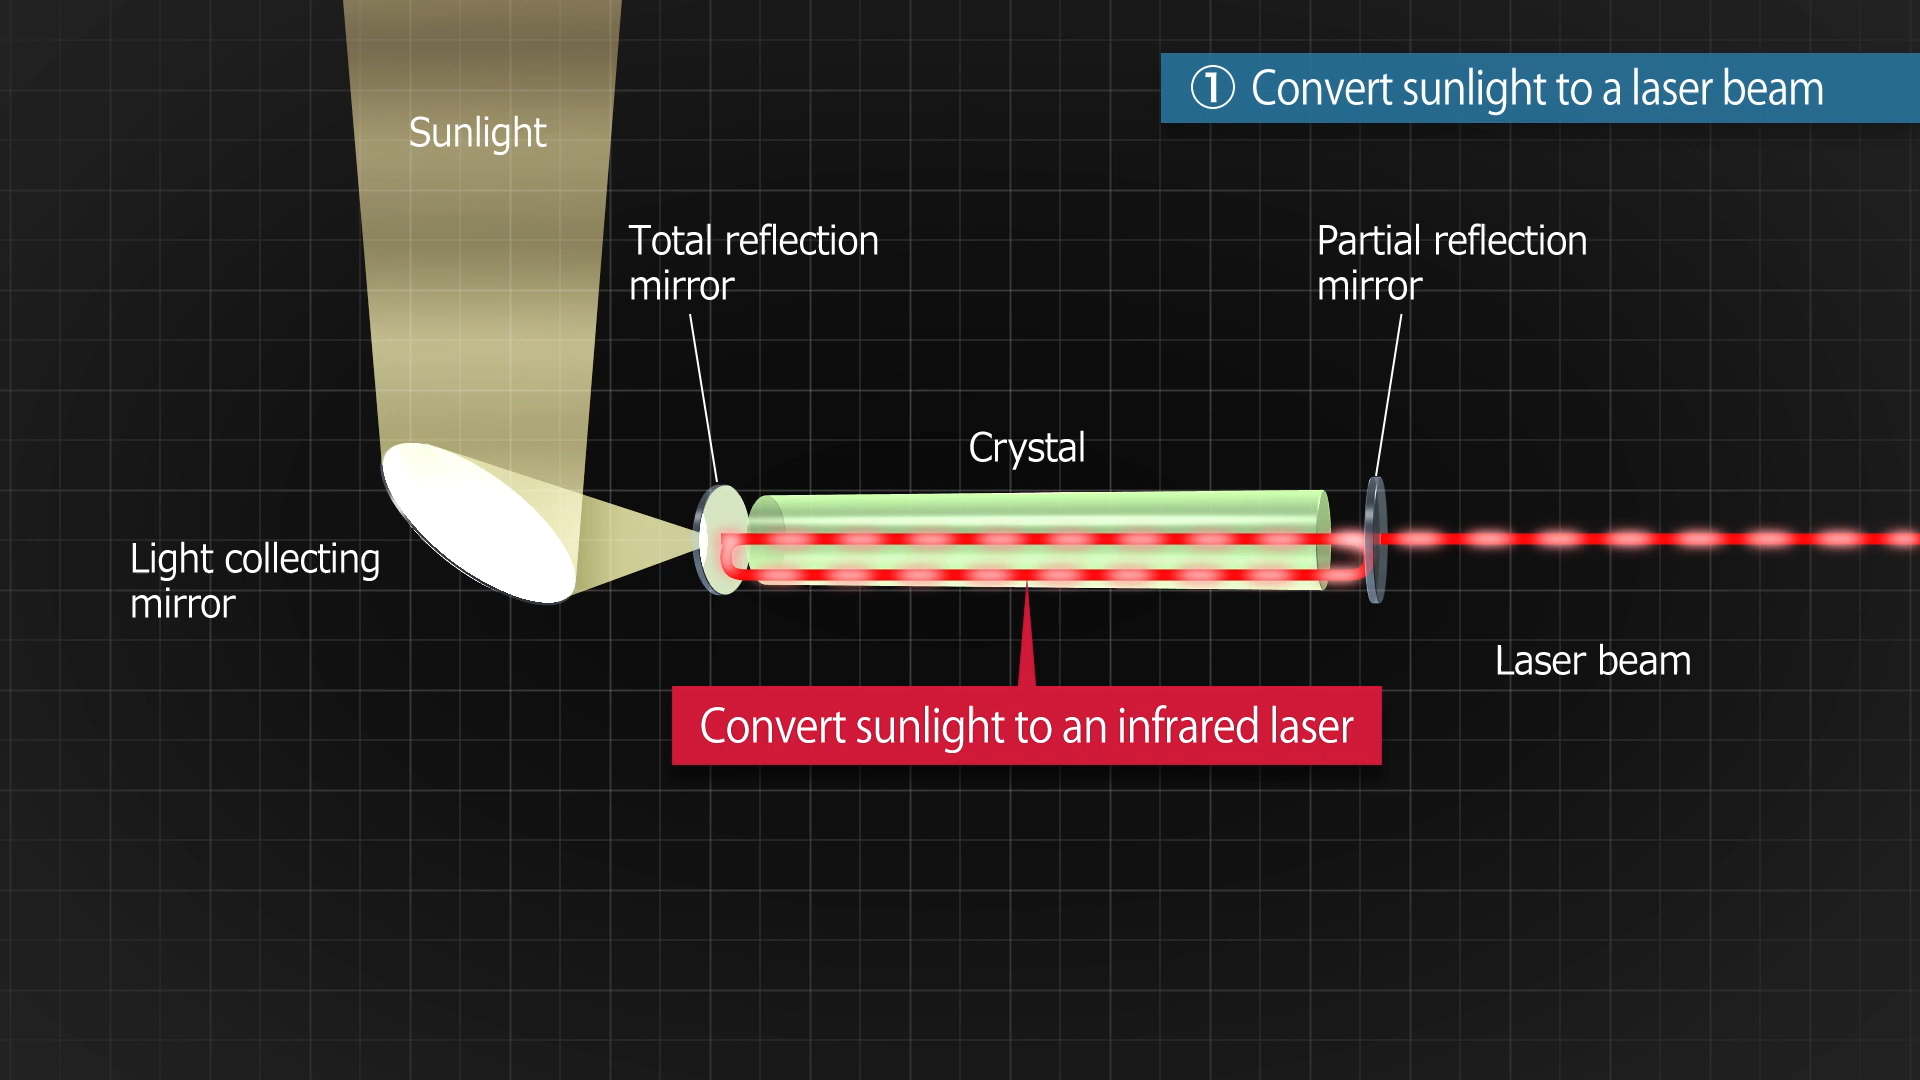 ① Convert sunlight to a laser beam
Sunlight
Total reflection
mirror
Partial reflection
mirror
Crystal
Light collecting
mirror
Laser beam
Convert sunlight to an infrared laser